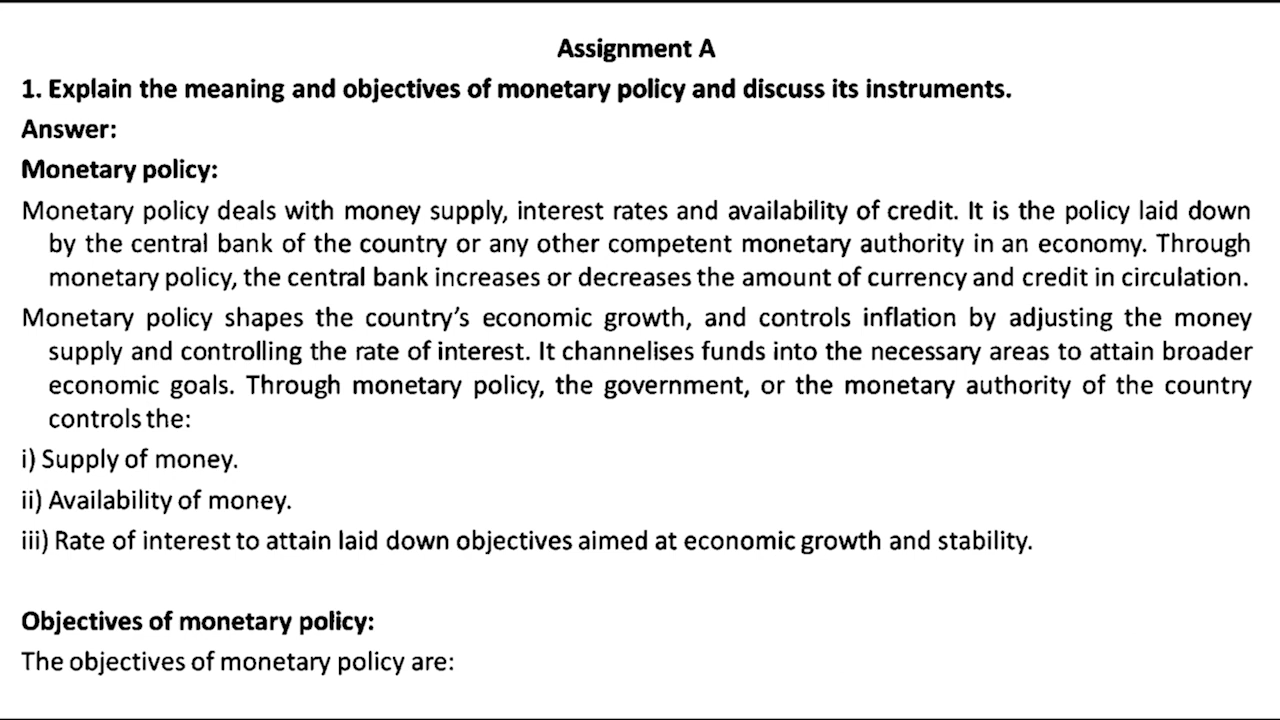 Assignment A
1. Explain the meaning and objectives of monetary policy and discuss its instruments.
Answer:
Monetary policy:
Monetary policy deals with money supply, interest rates and availability of credit. It is the policy laid down
by the central bank of the country or any other competent monetary authority in an economy. Through
monetary policy, the central bank increases or decreases the amount of currency and credit in circulation.
Monetary policy shapes the country’s economic growth, and controls inflation by adjusting the money
supply and controlling the rate of interest. It channelises funds into the necessary areas to attain broader
economic goals. Through monetary policy, the government, or the monetary authority of the country
controls the:
i) Supply of money.
ii) Availability of money.
iii) Rate of interest to attain laid down objectives aimed at economic growth and stability.
Objectives of monetary policy:
The objectives of monetary policy are: